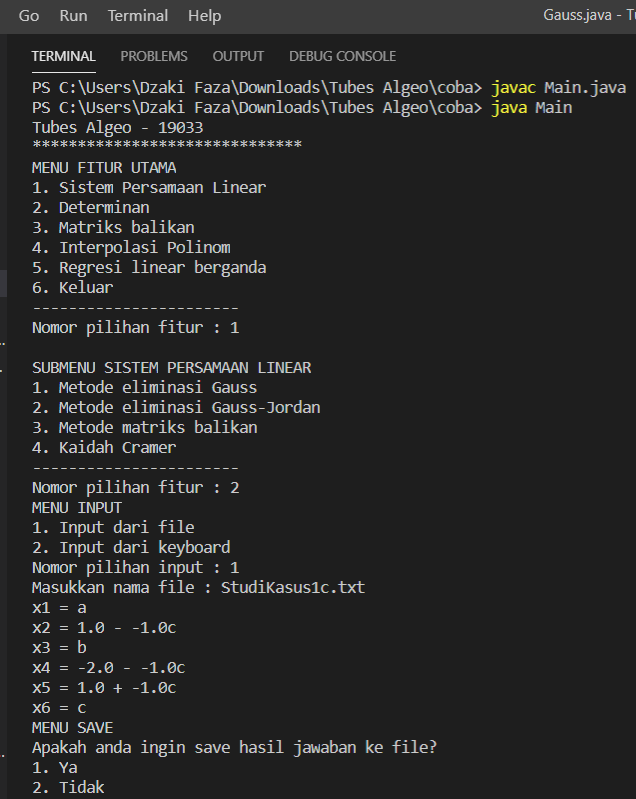 Go Run Terminal Help Gauss.java - T
TERMINAL PROBLEMS OUTPUT DEBUG CONSOLE
PS C:\Users\Dzaki Faza\Downloads\Tubes Algeo\coba> javac Main.java
PS C:\Users\Dzaki Faza\Downloads\Tubes Algeo\coba> java Main
Tubes Algeo - 19033
******************************
MENU FITUR UTAMA
1. Sistem Persamaan Linear
2. Determinan
3. Matriks balikan
4. Interpolasi Polinom
5. Regresi linear berganda
6. Keluar
-----------------------
Nomor pilihan fitur : 1
SUBMENU SISTEM PERSAMAAN LINEAR
1. Metode eliminasi Gauss
2. Metode eliminasi Gauss-Jordan
3. Metode matriks balikan
4. Kaidah Cramer
-----------------------
Nomor pilihan fitur : 2
MENU INPUT
1. Input dari file
2. Input dari keyboard
Nomor pilihan input : 1
Masukkan nama file : StudiKasus1c.txt
x1 = a
x2 = 1.0 - -1.0c
x3 = b
x4 = -2.0 - -1.0c
x5 = 1.0 + -1.0c
x6 = c
MENU SAVE
Apakah anda ingin save hasil jawaban ke file?
1. Ya
2. Tidak